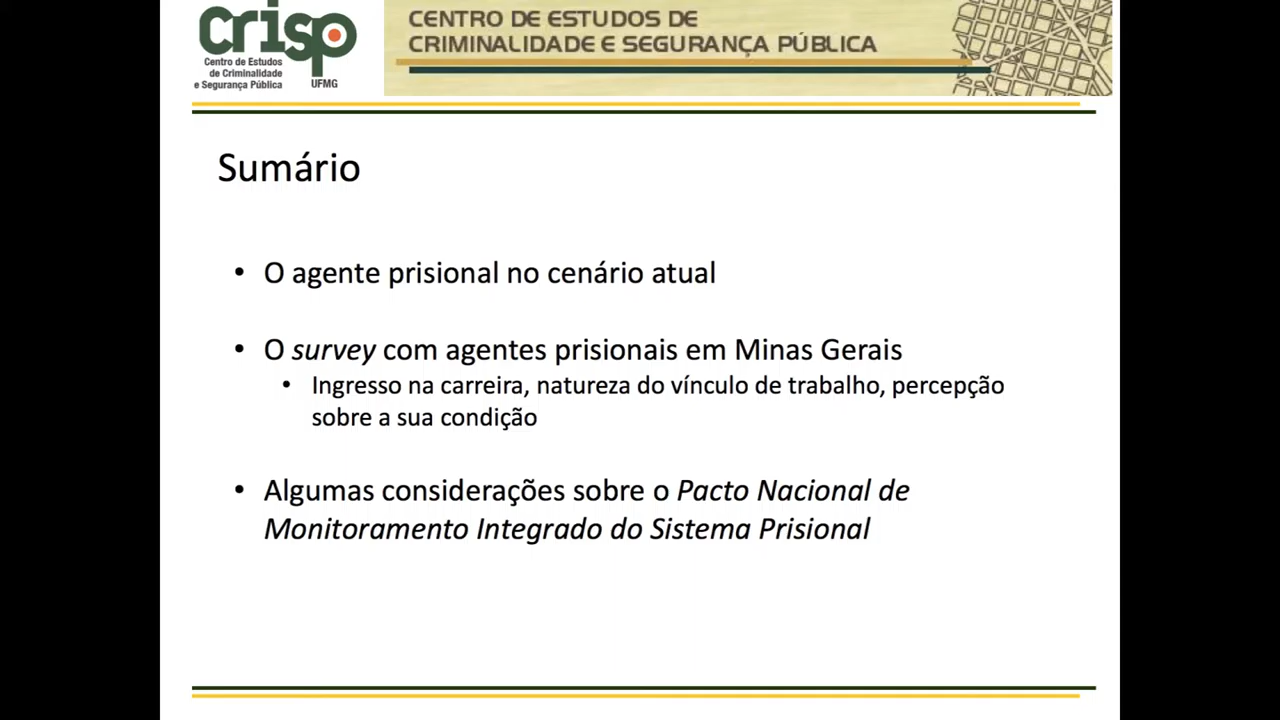 crisp
Centro de Estudos
de Criminalidade
e Segurança Pública
UFMG
CENTRO DE ESTUDOS DE
CRIMINALIDADE E SEGURANÇA PÚBLICA
Sumário
• O agente prisional no cenário atual
• O survey com agentes prisionais em Minas Gerais
• Ingresso na carreira, natureza do vínculo de trabalho, percepção
sobre a sua condição
• Algumas considerações sobre o Pacto Nacional de
Monitoramento Integrado do Sistema Prisional